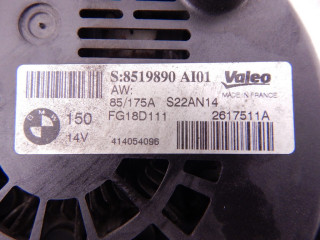 S:8519890 AI01 Valeo
AW: MADE IN FRANCE
85/175A S22AN14
150 FG18D111 2617511A
14V 414054096